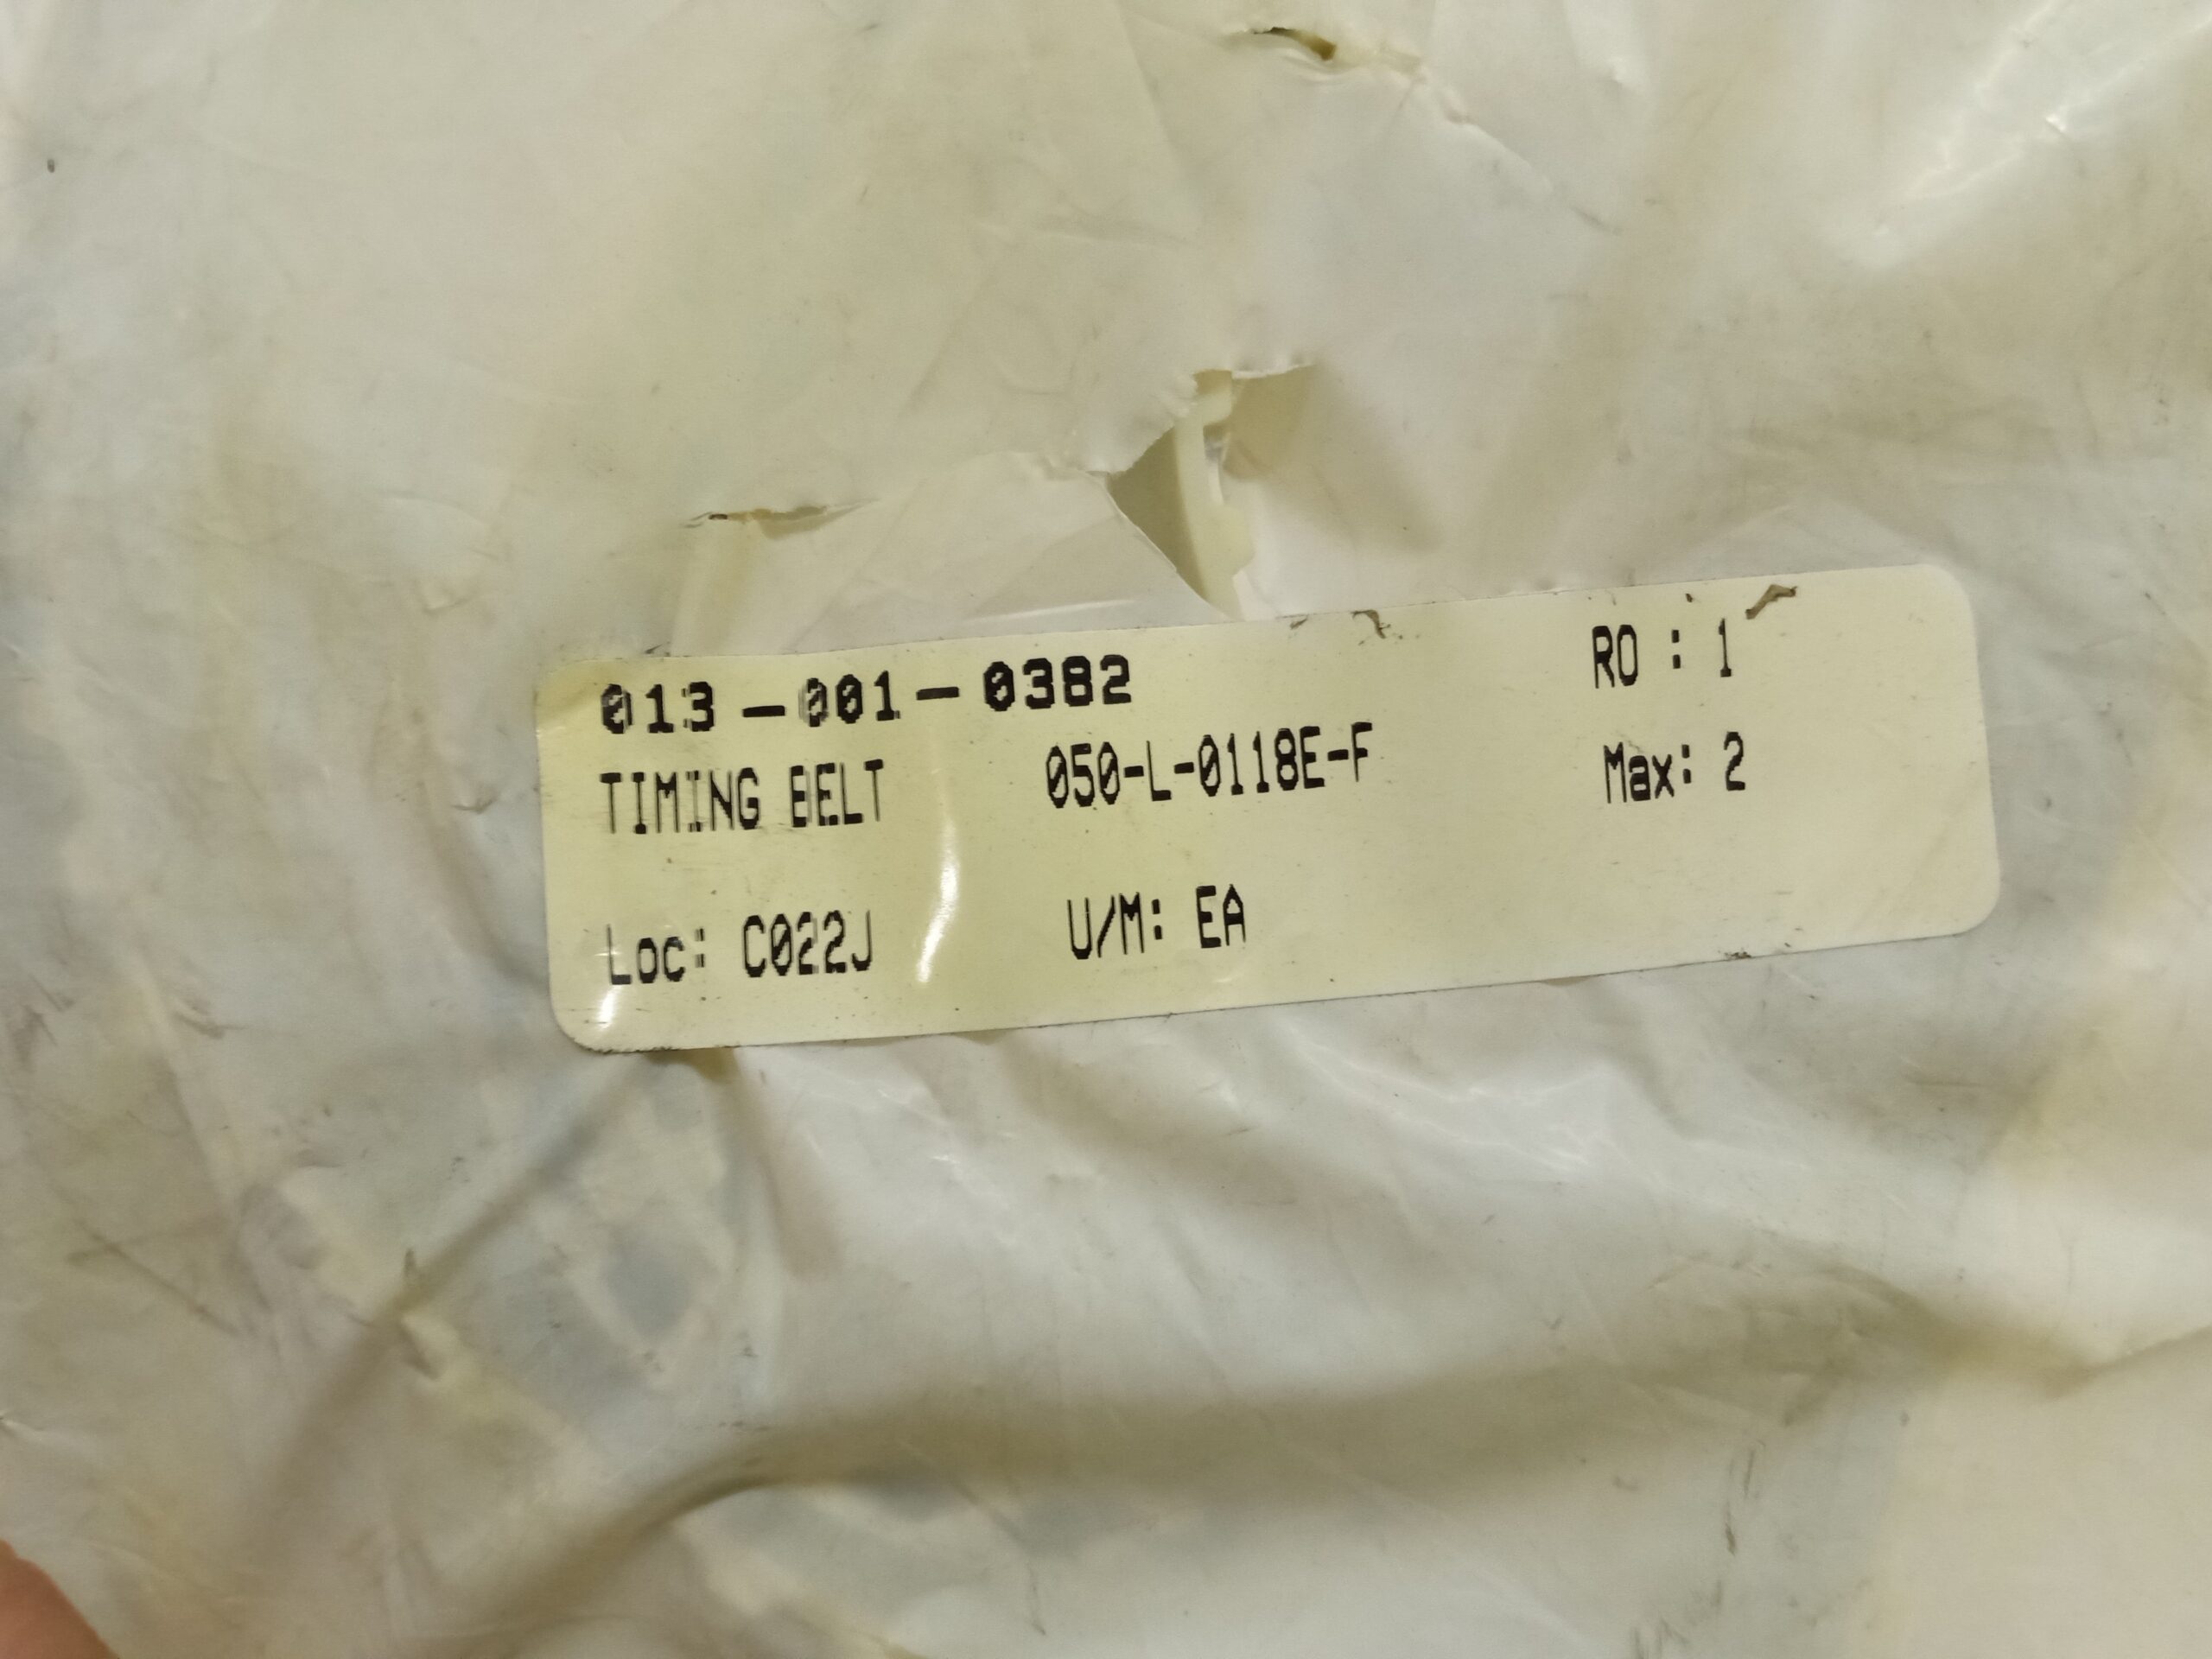 013-001-0382 RO : 1
TIMING BELT 050-L-0118E-F Max: 2
Loc: C022J U/M: EA